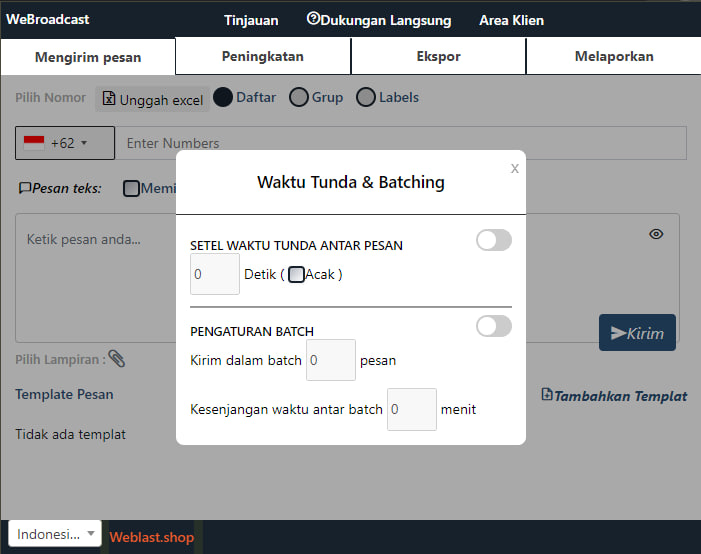 WeBroadcast Tinjauan Dukungan Langsung Area Klien
Mengirim pesan Peningkatan Ekspor Melaporkan
Pilih Nomor Unggah excel Daftar Grup Labels
+62 Enter Numbers
X
Waktu Tunda & Batching
Pesan teks: Memi
Ketik pesan anda...
SETEL WAKTU TUNDA ANTAR PESAN
0 Detik ( Acak )
PENGATURAN BATCH
Kirim
Kirim dalam batch 0 pesan
Pilih Lampiran :
Template Pesan Tambahkan Templat
Kesenjangan waktu antar batch 0 menit
Tidak ada templat
Indonesi... Weblast.shop